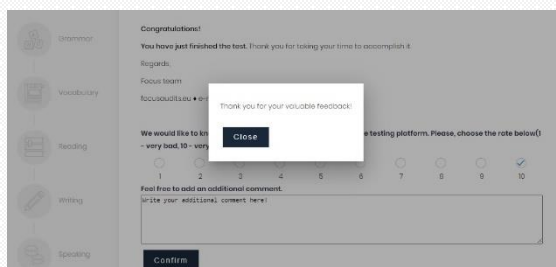 Grammar
Vocabulary
Reading
Writing
Speaking
Congratulations!
You have just finished the test. Thank you for taking your time to accomplish it.
Regards,
Focus team
focusaudits.eu ● e-
Thank you for your valuable feedback!
Close
We would like to kn e testing platform. Please, choose the rate below(1
- very bad, 10 - very
1 2 3 4 5 6 7 8 9 10
Feel free to add an additional comment.
Write your additional comment here!
Confirm